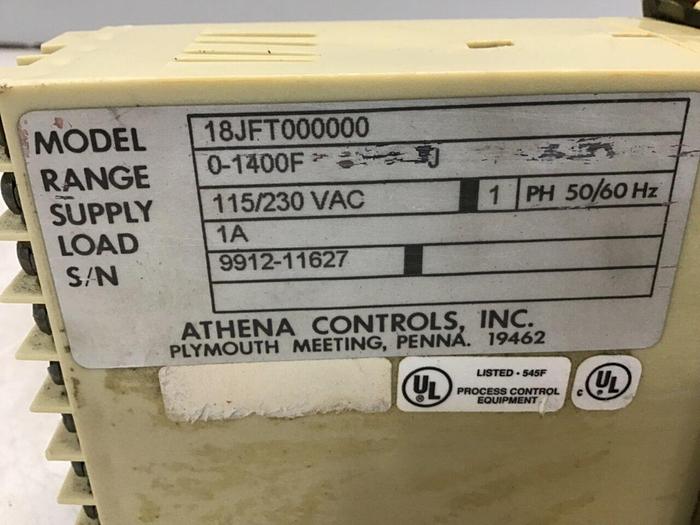 MODEL 18JFT000000
RANGE 0-1400F J
SUPPLY 115/230 VAC 1 PH 50/60 Hz
LOAD 1A
S/N 9912-11627
ATHENA CONTROLS, INC.
PLYMOUTH MEETING, PENNA. 19462
UL ® LISTED • 545F
PROCESS CONTROL
EQUIPMENT
c UL ®